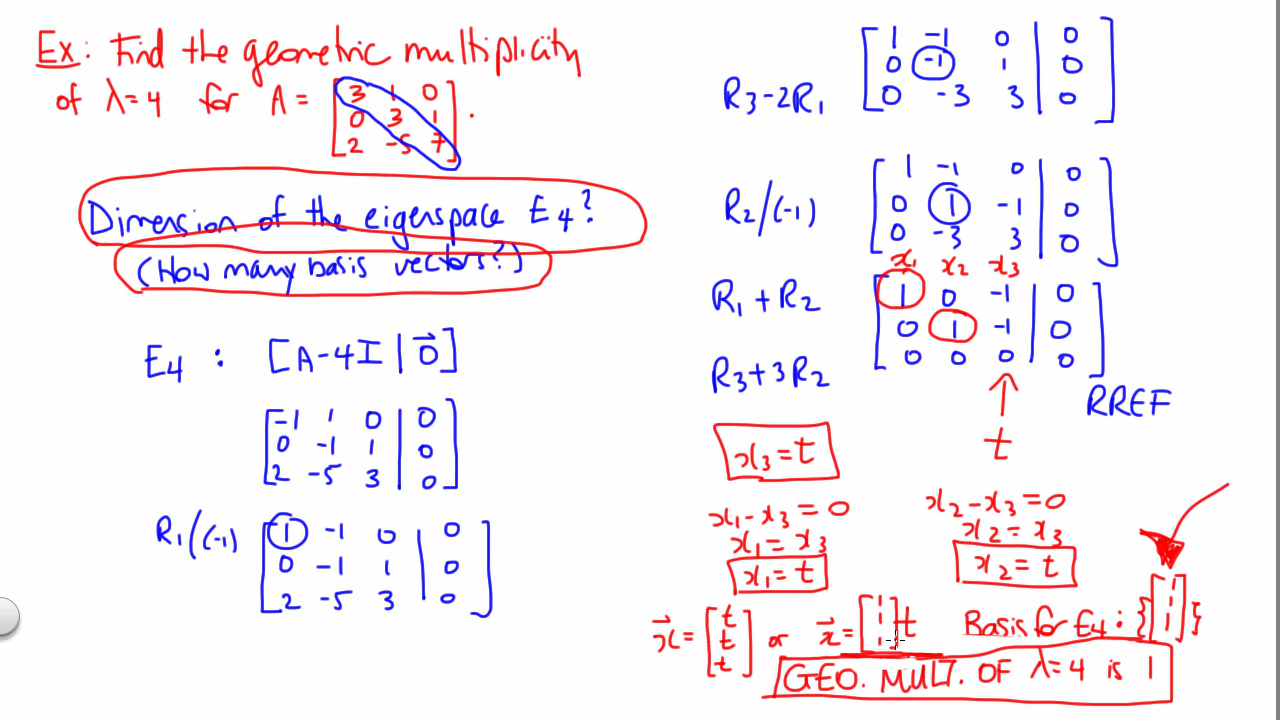 Ex: Find the geometric multiplicity
of λ=4 for A = [3 1 0
0 3 1
2 -5 7].
Dimension of the eigenspace E4?
(How many basis vectors?)
E4 : [A-4I | 0⃗]
[-1 1 0 | 0
0 -1 1 | 0
2 -5 3 | 0]
R1/(-1) [1 -1 0 | 0
0 -1 1 | 0
2 -5 3 | 0]
[1 -1 0 | 0
0 -1 1 | 0
R3-2R1 0 -3 3 | 0]
[1 -1 0 | 0
R2/(-1) 0 1 -1 | 0
0 -3 3 | 0]
x1 x2 x3
R1+R2 [1 0 -1 | 0
0 1 -1 | 0
R3+3R2 0 0 0 | 0]
RREF
t
x3=t
x1-x3=0
x1=x3
x1=t
x2-x3=0
x2=x3
x2=t
x⃗=[t
t
t] or x⃗=[1
1
1]t Basis for E4: {[1
1
1]}
GEO. MULT. OF λ=4 is 1